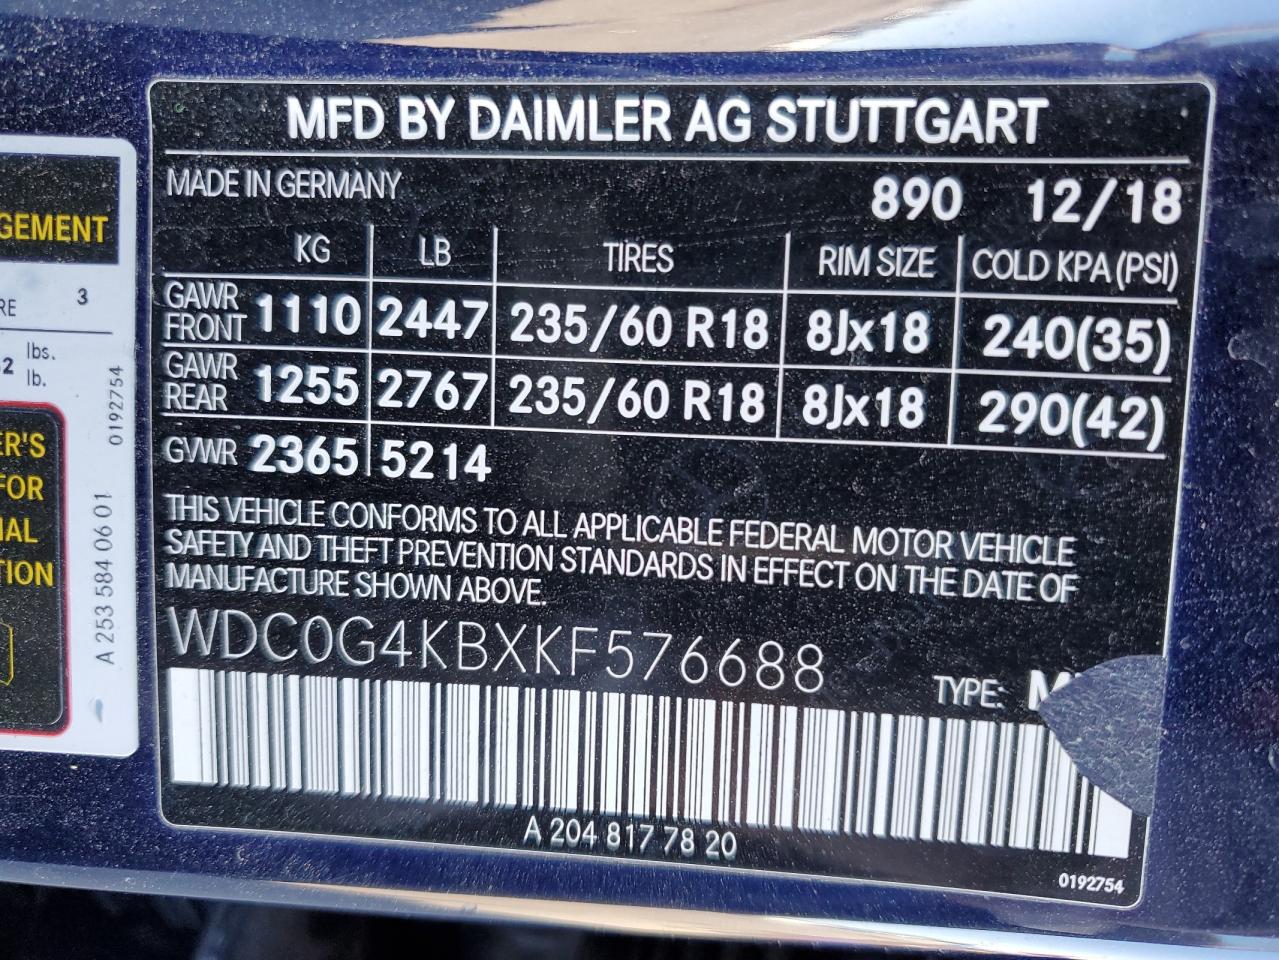 MFD BY DAIMLER AG STUTTGART
MADE IN GERMANY 890 12/18
KG LB TIRES RIM SIZE COLD KPA (PSI)
GAWR FRONT 1110 2447 235/60 R18 8Jx18 240(35)
GAWR REAR 1255 2767 235/60 R18 8Jx18 290(42)
GVWR 2365 5214
THIS VEHICLE CONFORMS TO ALL APPLICABLE FEDERAL MOTOR VEHICLE
SAFETY AND THEFT PREVENTION STANDARDS IN EFFECT ON THE DATE OF
MANUFACTURE SHOWN ABOVE.
WDC0G4KBXKF576688
TYPE:
A 204 817 78 20
0192754
3
lbs.
lb.
0192754
A 253 584 06 01
FOR